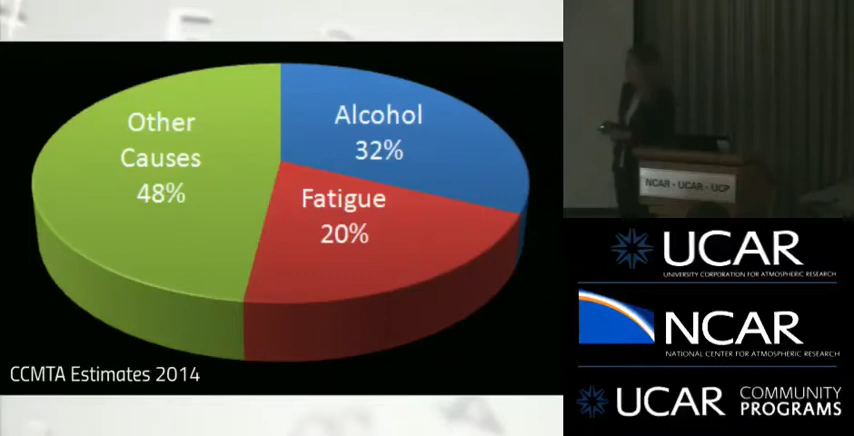 Other
Causes
48%
Alcohol
32%
Fatigue
20%
CCMTA Estimates 2014
NCAR - UCAR - UCP
UCAR
UNIVERSITY CORPORATION FOR ATMOSPHERIC RESEARCH
NCAR
NATIONAL CENTER FOR ATMOSPHERIC RESEARCH
UCAR COMMUNITY
PROGRAMS